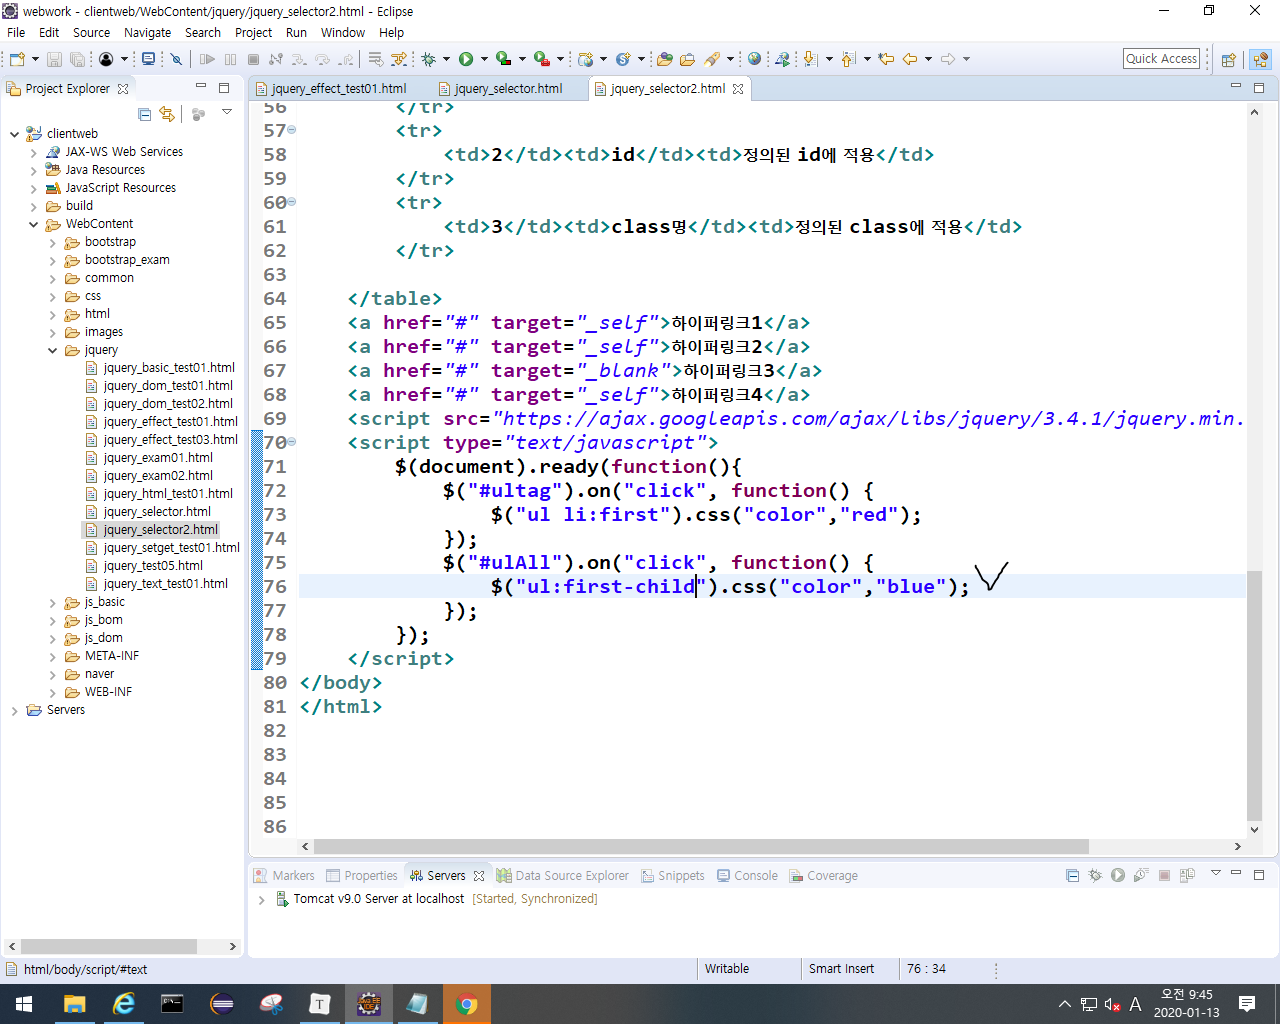 webwork - clientweb/WebContent/jquery/jquery_selector2.html - Eclipse
File Edit Source Navigate Search Project Run Window Help
Quick Access
Project Explorer
jquery_effect_test01.html
jquery_selector.html
jquery_selector2.html
clientweb
JAX-WS Web Services
Java Resources
JavaScript Resources
build
WebContent
bootstrap
bootstrap_exam
common
css
html
images
jquery
jquery_basic_test01.html
jquery_dom_test01.html
jquery_dom_test02.html
jquery_effect_test01.html
jquery_effect_test03.html
jquery_exam01.html
jquery_exam02.html
jquery_html_test01.html
jquery_selector.html
jquery_selector2.html
jquery_setget_test01.html
jquery_test05.html
jquery_text_test01.html
js_basic
js_bom
js_dom
META-INF
naver
WEB-INF
Servers
56 </tr>
57 <tr>
58 <td>2</td><td>id</td><td>정의된 id에 적용</td>
59 </tr>
60 <tr>
61 <td>3</td><td>class명</td><td>정의된 class에 적용</td>
62 </tr>
63
64 </table>
65 <a href="#" target="_self">하이퍼링크1</a>
66 <a href="#" target="_self">하이퍼링크2</a>
67 <a href="#" target="_blank">하이퍼링크3</a>
68 <a href="#" target="_self">하이퍼링크4</a>
69 <script src="https://ajax.googleapis.com/ajax/libs/jquery/3.4.1/jquery.min.
70 <script type="text/javascript">
71 $(document).ready(function(){
72 $("#ultag").on("click", function() {
73 $("ul li:first").css("color","red");
74 });
75 $("#ulAll").on("click", function() {
76 $("ul:first-child").css("color","blue");
77 });
78 });
79 </script>
80 </body>
81 </html>
82
83
84
85
86
Markers Properties Servers Data Source Explorer Snippets Console Coverage
Tomcat v9.0 Server at localhost [Started, Synchronized]
html/body/script/#text
Writable
Smart Insert
76 : 34
A
오전 9:45
2020-01-13